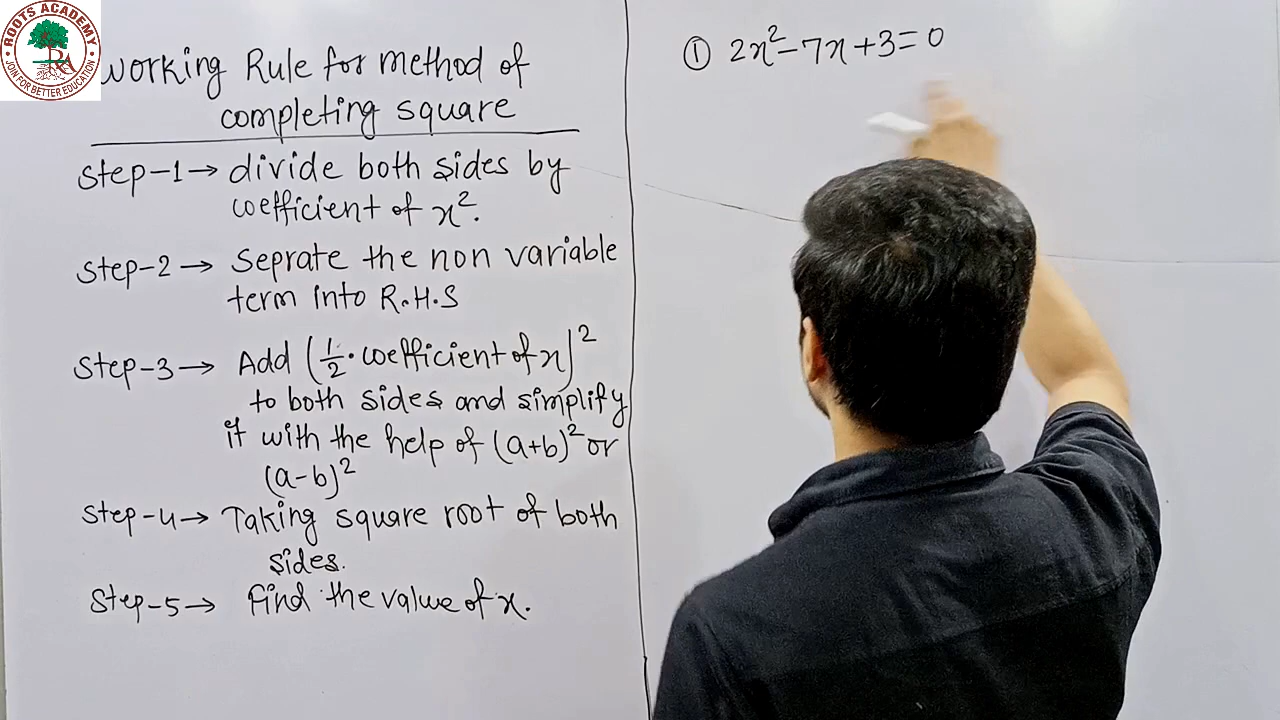 ROOTS ACADEMY
JOIN FOR BETTER EDUCATION
Working Rule for method of
completing square
Step-1→ divide both sides by
coefficient of x².
Step-2→ Seprate the non variable
term into R.H.S
Step-3→ Add (1/2·coefficient of x)²
to both sides and simplify
it with the help of (a+b)² or
(a-b)²
Step-4→ Taking square root of both
sides.
Step-5→ Find the value of x.
① 2x²-7x+3=0